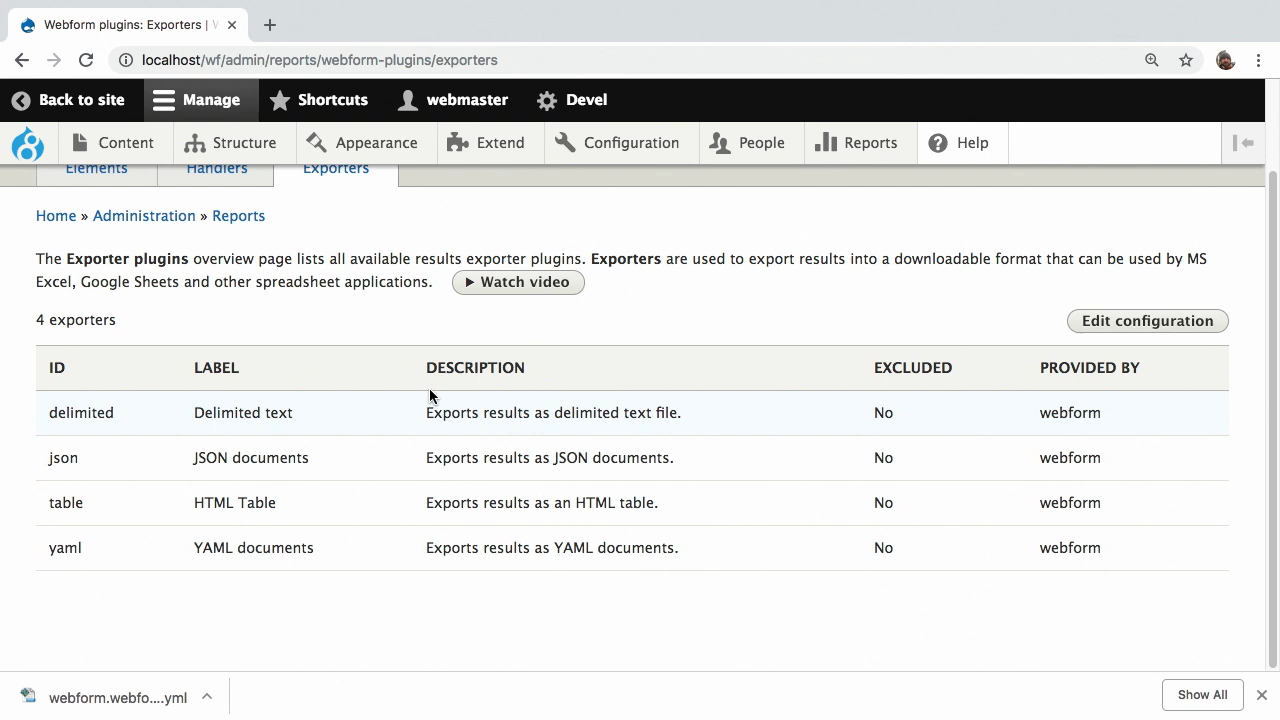 Webform plugins: Exporters |
localhost/wf/admin/reports/webform-plugins/exporters
Back to site Manage Shortcuts webmaster Devel
Content Structure Appearance Extend Configuration People Reports Help
Elements Handlers Exporters
Home » Administration » Reports
The Exporter plugins overview page lists all available results exporter plugins. Exporters are used to export results into a downloadable format that can be used by MS
Excel, Google Sheets and other spreadsheet applications. Watch video
4 exporters Edit configuration
ID LABEL DESCRIPTION EXCLUDED PROVIDED BY
delimited Delimited text Exports results as delimited text file. No webform
json JSON documents Exports results as JSON documents. No webform
table HTML Table Exports results as an HTML table. No webform
yaml YAML documents Exports results as YAML documents. No webform
webform.webfo....yml Show All